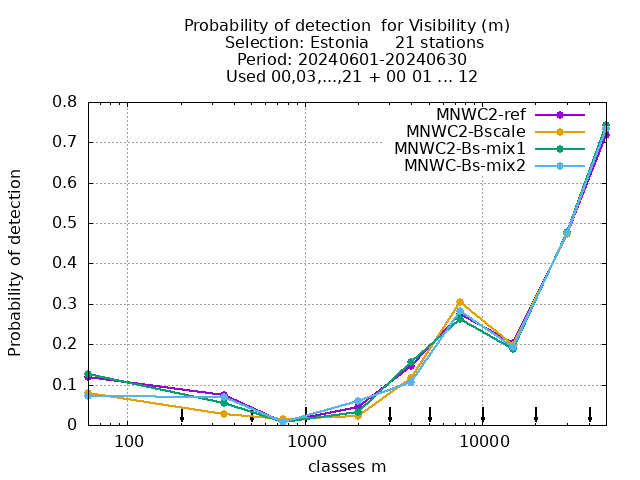 Probability of detection  for Visibility (m)
Selection: Estonia     21 stations
Period: 20240601-20240630
Used 00,03,...,21 + 00 01 ... 12
MNWC2-ref
MNWC2-Bscale
MNWC2-Bs-mix1
MNWC-Bs-mix2
Probability of detection
0.8
0.7
0.6
0.5
0.4
0.3
0.2
0.1
0
100
1000
10000
classes m